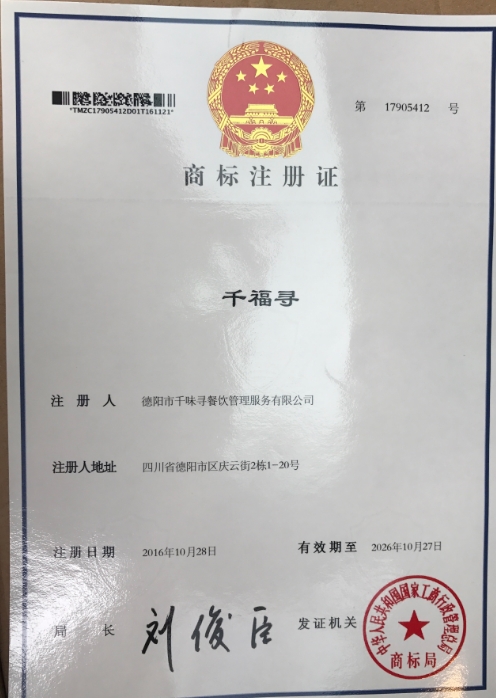 *TMZC17905412D01T161121*
第 17905412 号
商标注册证
千福寻
注册人 德阳市千味寻餐饮管理服务有限公司
注册人地址 四川省德阳市区庆云街2栋1-20号
注册日期 2016年10月28日 有效期至 2026年10月27日
局长 刘俊臣 发证机关
中华人民共和国国家工商行政管理总局
商标局